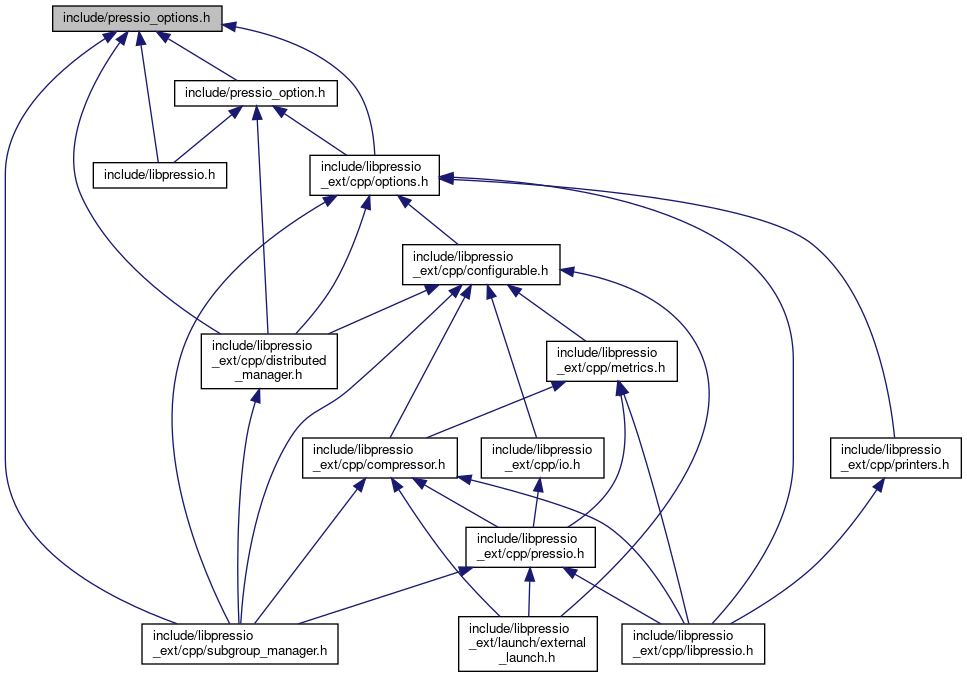 include/pressio_options.h
include/pressio_option.h
include/libpressio.h
include/libpressio
_ext/cpp/options.h
include/libpressio
_ext/cpp/configurable.h
include/libpressio
_ext/cpp/distributed
_manager.h
include/libpressio
_ext/cpp/metrics.h
include/libpressio
_ext/cpp/compressor.h
include/libpressio
_ext/cpp/io.h
include/libpressio
_ext/cpp/printers.h
include/libpressio
_ext/cpp/pressio.h
include/libpressio
_ext/cpp/subgroup_manager.h
include/libpressio
_ext/launch/external
_launch.h
include/libpressio
_ext/cpp/libpressio.h